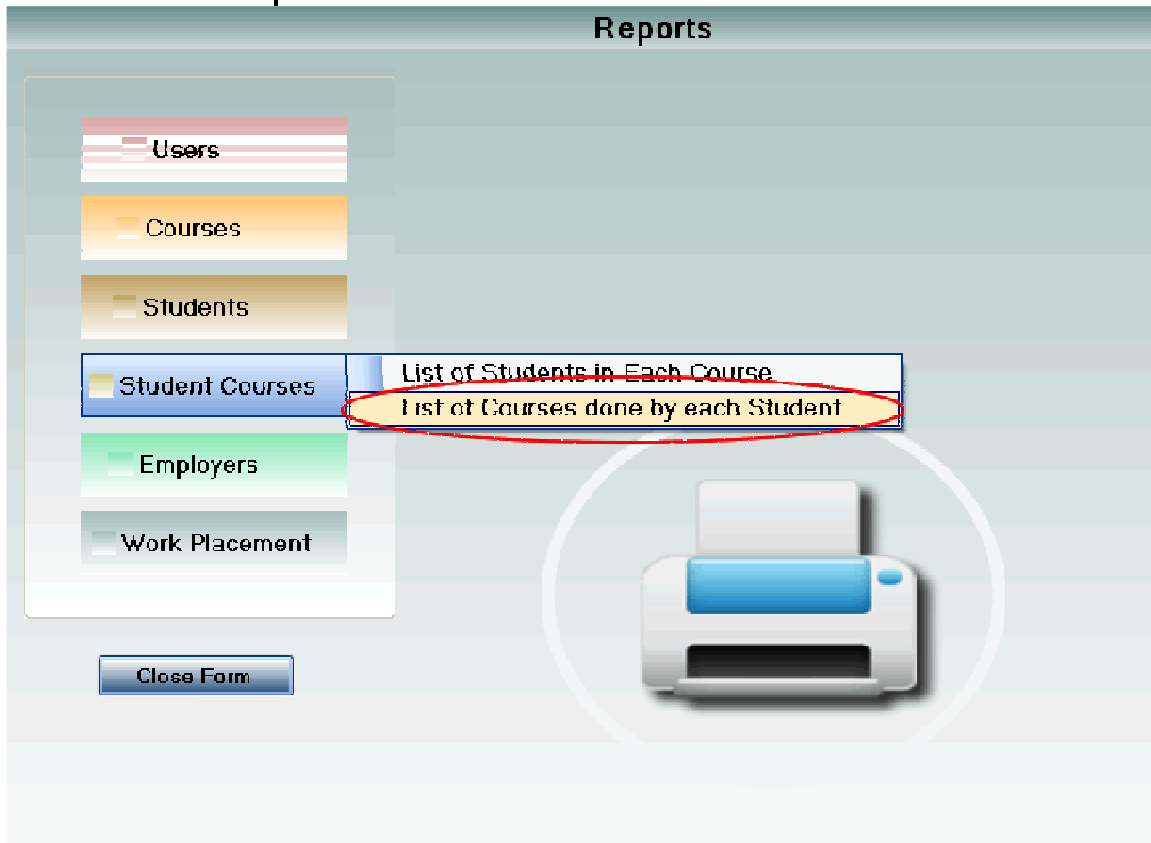 Reports
Users
Courses
Students
Student Courses
List of Students in Each Course
List of Courses done by each Student
Employers
Work Placement
Close Form